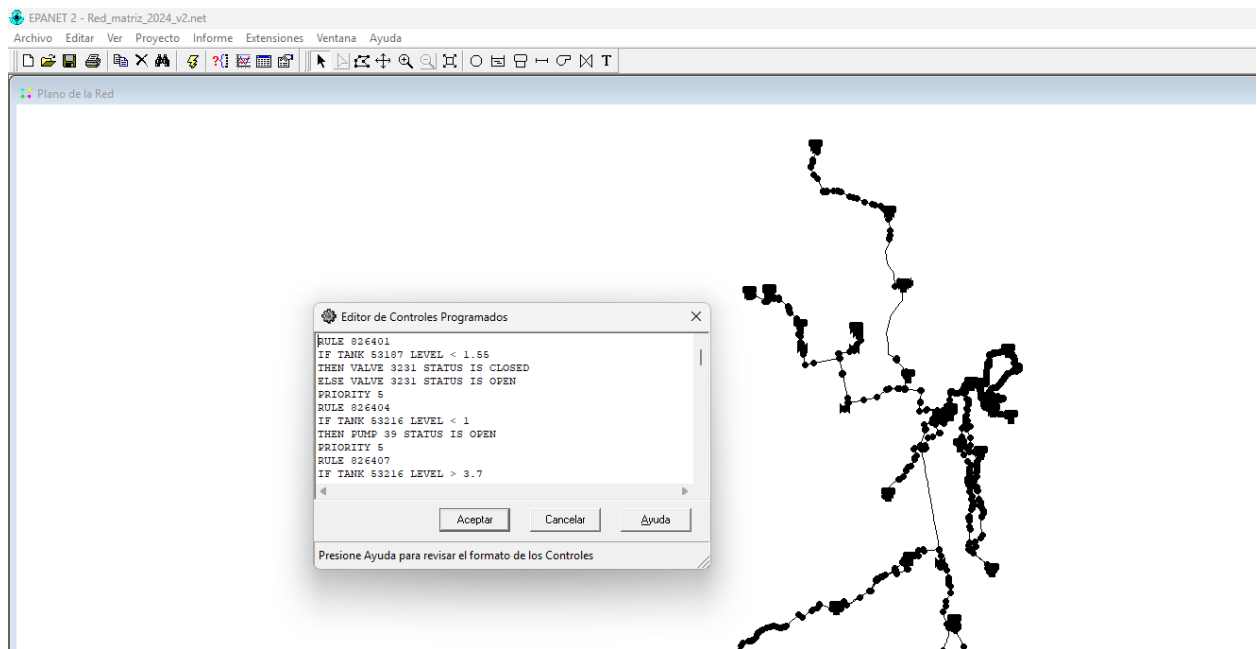 EPANET 2 - Red_matriz_2024_v2.net
Archivo Editar Ver Proyecto Informe Extensiones Ventana Ayuda
T
Plano de la Red
Editor de Controles Programados
RULE 826401
IF TANK 53187 LEVEL < 1.55
THEN VALVE 3231 STATUS IS CLOSED
ELSE VALVE 3231 STATUS IS OPEN
PRIORITY 5
RULE 826404
IF TANK 53216 LEVEL < 1
THEN PUMP 39 STATUS IS OPEN
PRIORITY 5
RULE 826407
IF TANK 53216 LEVEL > 3.7
Aceptar Cancelar Ayuda
Presione Ayuda para revisar el formato de los Controles